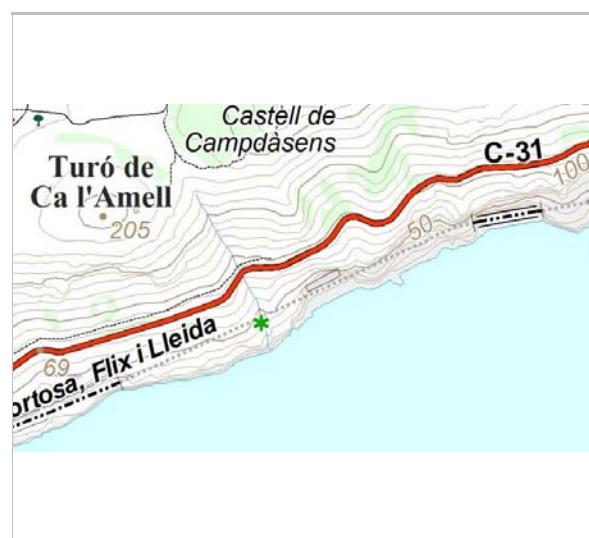 Castell de
Campdàsens
Turó de
Ca l'Amell
205
C-31
100
50
69
ortosa, Flix i Lleida